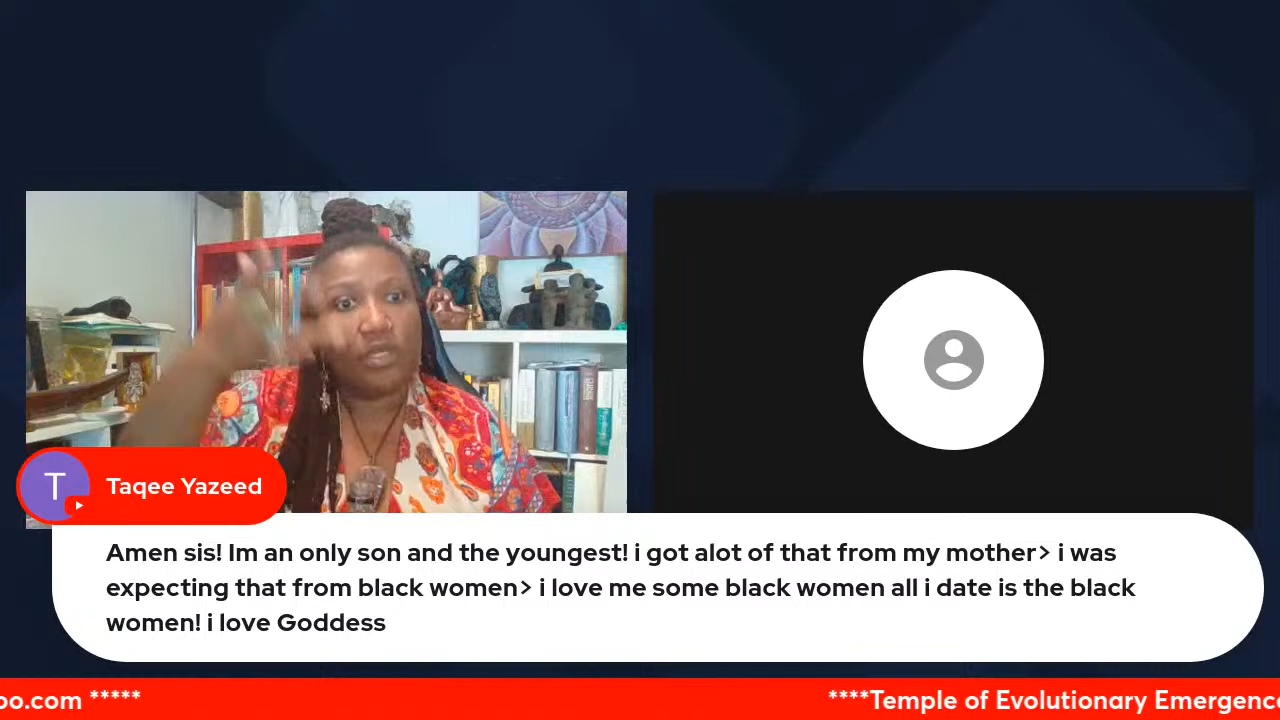 T
Taqee Yazeed
Amen sis! Im an only son and the youngest! i got alot of that from my mother> i was
expecting that from black women> i love me some black women all i date is the black
women! i love Goddess
oo.com ***** ****Temple of Evolutionary Emergence